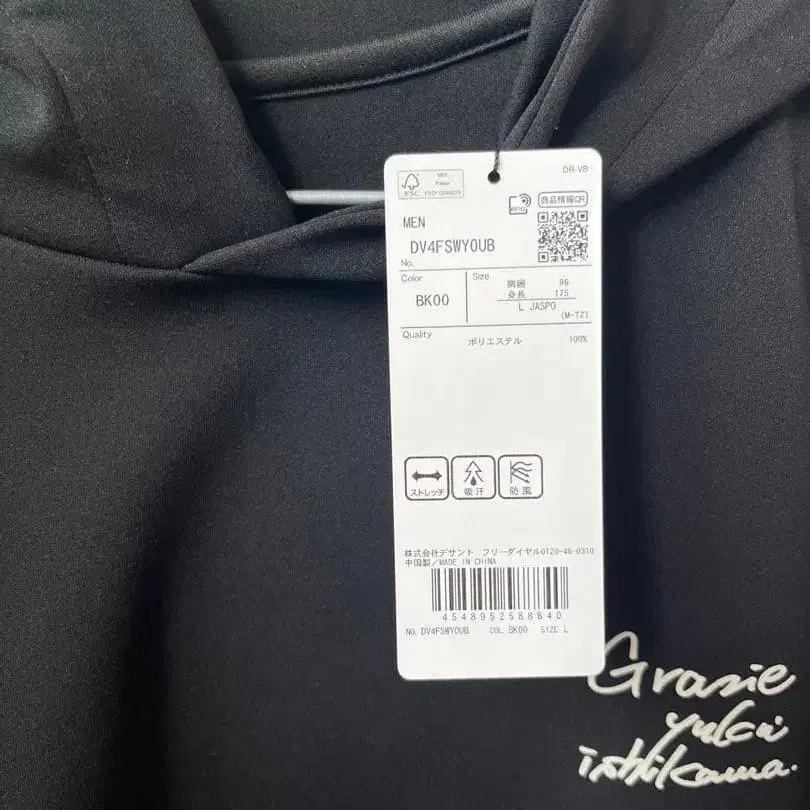 DR-VB
FSC
MIX
Paper
商品情報QR
MEN
DV4FSWY0UB
No.
Color
BK00
Size
胸囲 96
身長 175
L JASPO
(M-TZ)
Quality
ポリエステル 100%
ストレッチ
吸汗
防風
株式会社デサント フリーダイヤル0120-46-0310
中国製/MADE IN CHINA
4548952588840
NO. DV4FSWY0UB COL. BK00 SIZE L
Grazie
yuki
ishikawa.